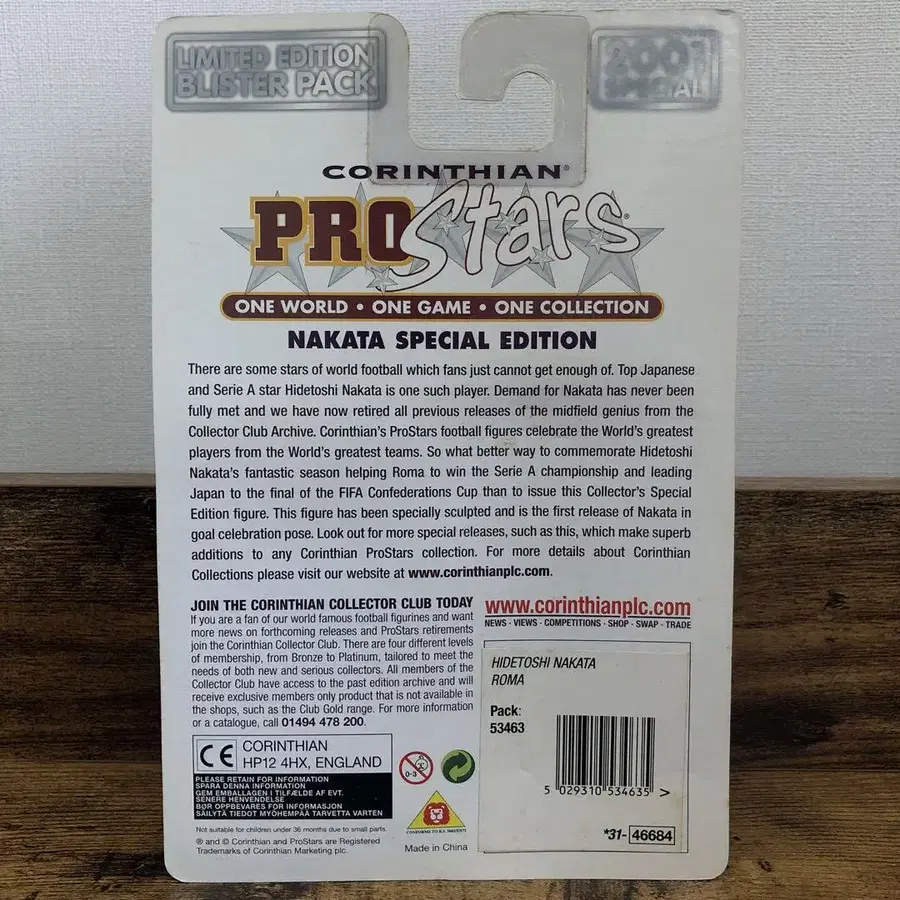 LIMITED EDITION
BLISTER PACK
2001
SPECIAL
CORINTHIAN®
PRO Stars®
ONE WORLD • ONE GAME • ONE COLLECTION
NAKATA SPECIAL EDITION
There are some stars of world football which fans just cannot get enough of. Top Japanese
and Serie A star Hidetoshi Nakata is one such player. Demand for Nakata has never been
fully met and we have now retired all previous releases of the midfield genius from the
Collector Club Archive. Corinthian's ProStars football figures celebrate the World's greatest
players from the World's greatest teams. So what better way to commemorate Hidetoshi
Nakata's fantastic season helping Roma to win the Serie A championship and leading
Japan to the final of the FIFA Confederations Cup than to issue this Collector's Special
Edition figure. This figure has been specially sculpted and is the first release of Nakata in
goal celebration pose. Look out for more special releases, such as this, which make superb
additions to any Corinthian ProStars collection. For more details about Corinthian
Collections please visit our website at www.corinthianplc.com.
JOIN THE CORINTHIAN COLLECTOR CLUB TODAY
If you are a fan of our world famous football figurines and want
more news on forthcoming releases and ProStars retirements
join the Corinthian Collector Club. There are four different levels
of membership, from Bronze to Platinum, tailored to meet the
needs of both new and serious collectors. All members of the
Collector Club have access to the past edition archive and will
receive exclusive members only product that is not available in
the shops, such as the Club Gold range. For more information
or a catalogue, call 01494 478 200.
www.corinthianplc.com
NEWS - VIEWS - COMPETITIONS - SHOP - SWAP - TRADE
HIDETOSHI NAKATA
ROMA
Pack:
53463
5 029310 534635 >
*31- 46684
CE
CORINTHIAN
HP12 4HX, ENGLAND
PLEASE RETAIN FOR INFORMATION
SPARA DENNA INFORMATION
GEM EMBALLAGEN I TILFÆLDE AF EVT.
SENERE HENVENDELSE
BØR OPPBEVARES FOR INFORMASJON
SÄILYTÄ TIEDOT MYÖHEMPÄÄ TARVETTA VARTEN
0-3
Not suitable for children under 36 months due to small parts.
® and © Corinthian and ProStars are Registered
Trademarks of Corinthian Marketing plc.
Made in China